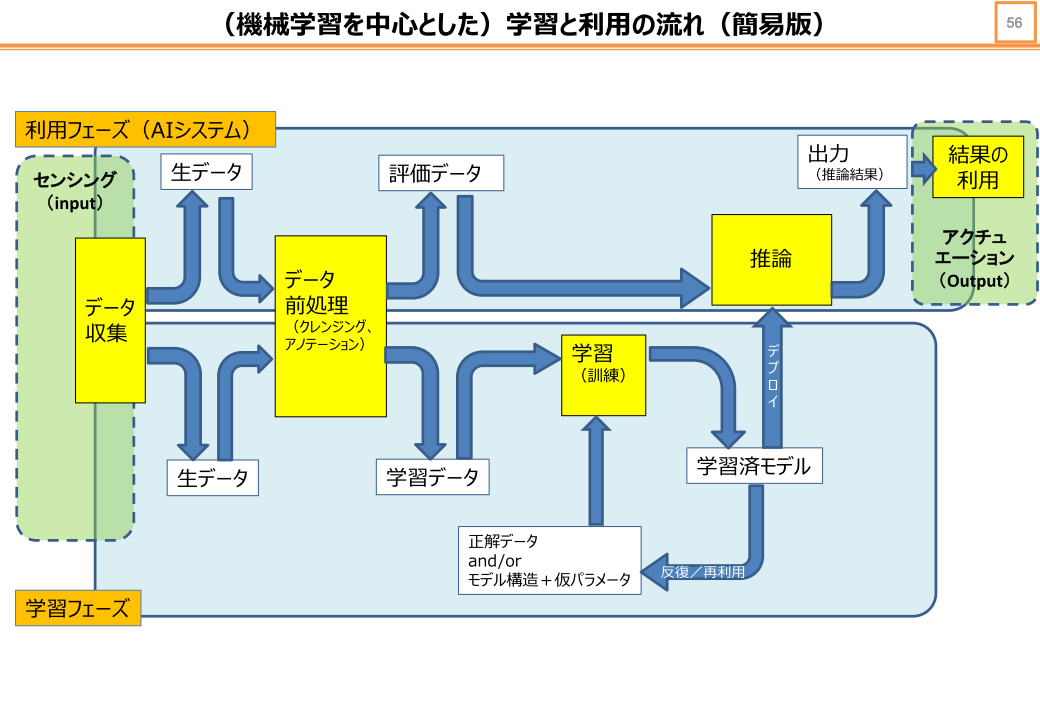 （機械学習を中心とした）学習と利用の流れ（簡易版）
56
利用フェーズ（AIシステム）
センシング
（input）
生データ
評価データ
出力
（推論結果）
結果の
利用
アクチュ
エーション
（Output）
データ
収集
データ
前処理
（クレンジング、
アノテーション）
推論
学習
（訓練）
デプロイ
生データ
学習データ
学習済モデル
正解データ
and/or
モデル構造＋仮パラメータ
反復／再利用
学習フェーズ